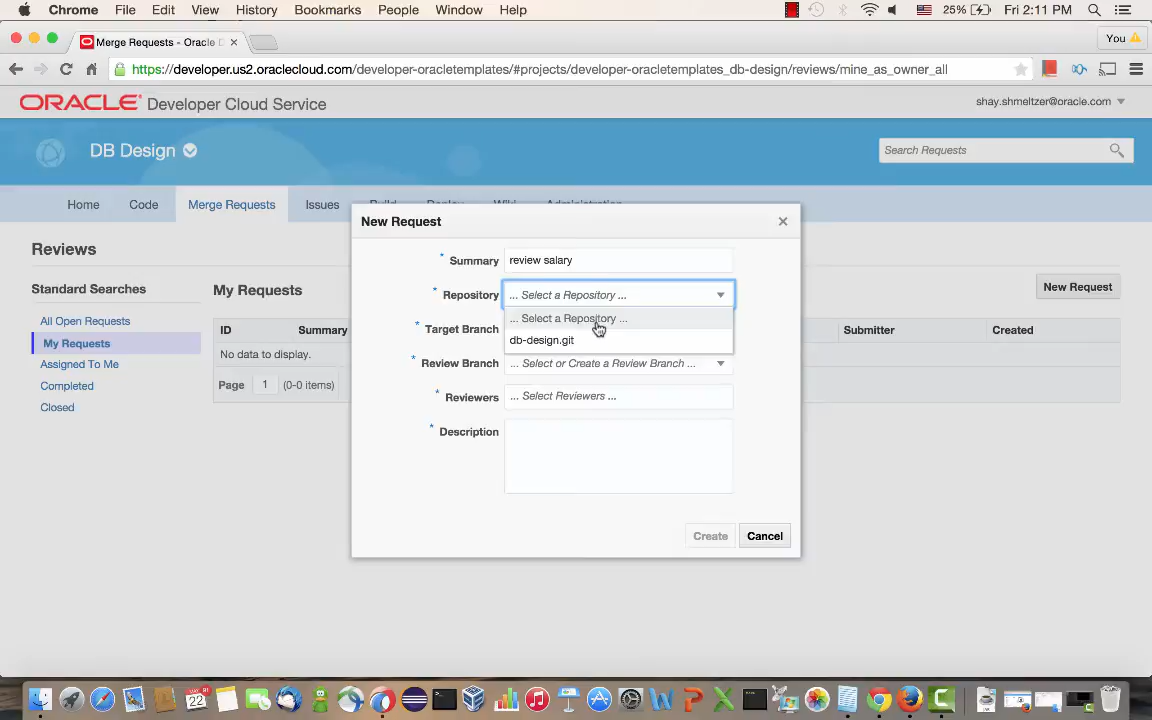 Chrome File Edit View History Bookmarks People Window Help 25% Fri 2:11 PM
Merge Requests - Oracle D You
https://developer.us2.oraclecloud.com/developer-oracletemplates/#projects/developer-oracletemplates_db-design/reviews/mine_as_owner_all
ORACLE Developer Cloud Service shay.shmeltzer@oracle.com
DB Design Search Requests
Home Code Merge Requests Issues
New Request ×
Reviews
Standard Searches
All Open Requests
My Requests
Assigned To Me
Completed
Closed
My Requests New Request
ID Summary Submitter Created
No data to display.
Page 1 (0-0 items)
* Summary review salary
* Repository ... Select a Repository ...
... Select a Repository ...
db-design.git
* Target Branch
* Review Branch ... Select or Create a Review Branch ...
* Reviewers ... Select Reviewers ...
* Description
Create Cancel